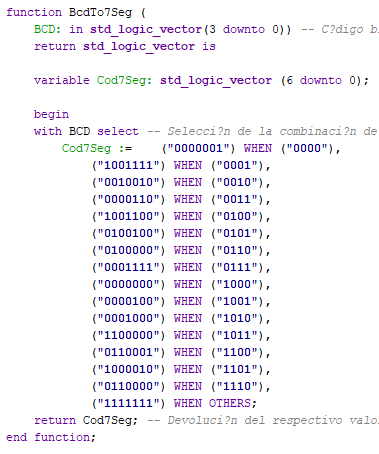 function BcdTo7Seg (
BCD: in std_logic_vector(3 downto 0)) -- C?digo b
return std_logic_vector is
variable Cod7Seg: std_logic_vector (6 downto 0);
begin
with BCD select -- Selecci?n de la combinaci?n de
Cod7Seg := ("0000001") WHEN ("0000"),
("1001111") WHEN ("0001"),
("0010010") WHEN ("0010"),
("0000110") WHEN ("0011"),
("1001100") WHEN ("0100"),
("0100100") WHEN ("0101"),
("0100000") WHEN ("0110"),
("0001111") WHEN ("0111"),
("0000000") WHEN ("1000"),
("0000100") WHEN ("1001"),
("0001000") WHEN ("1010"),
("1100000") WHEN ("1011"),
("0110001") WHEN ("1100"),
("1000010") WHEN ("1101"),
("0110000") WHEN ("1110"),
("1111111") WHEN OTHERS;
return Cod7Seg; -- Devoluci?n del respectivo valo
end function;